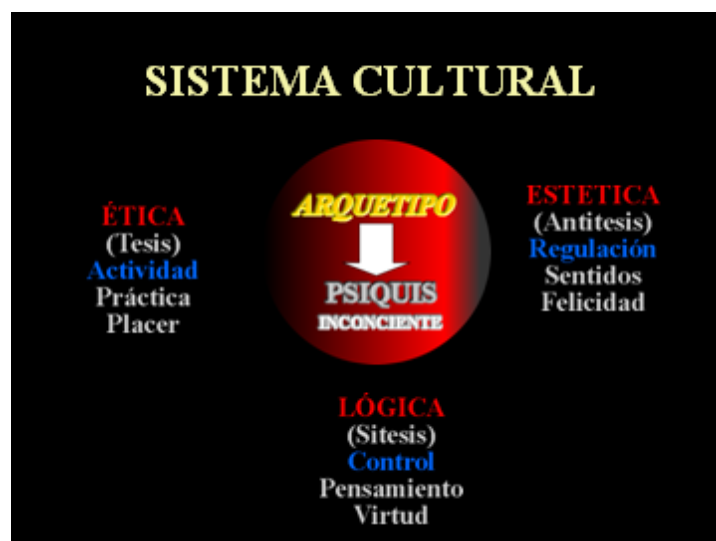 SISTEMA CULTURAL
ÉTICA
(Tesis)
Actividad
Práctica
Placer
ARQUETIPO
PSIQUIS
INCONCIENTE
ESTETICA
(Antitesis)
Regulación
Sentidos
Felicidad
LÓGICA
(Sitesis)
Control
Pensamiento
Virtud